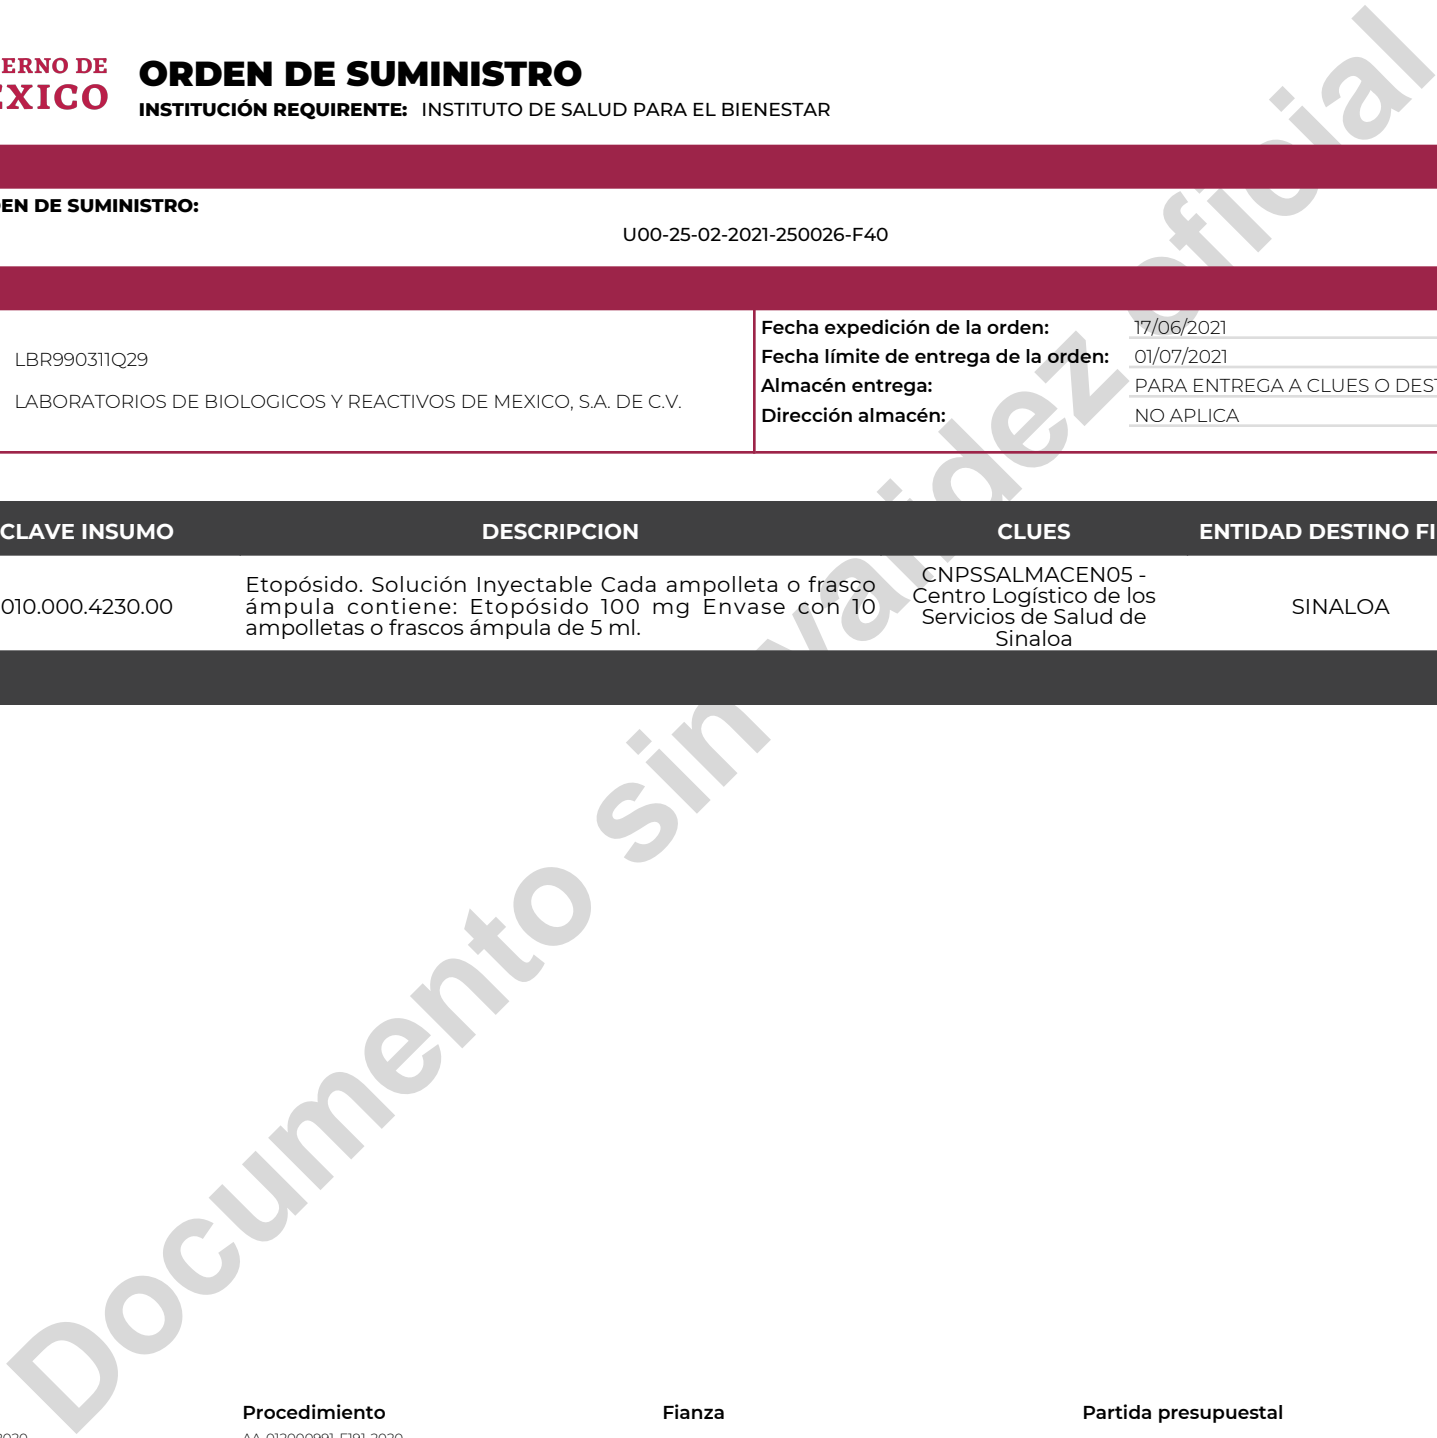 ERNO DE
ÉXICO
ORDEN DE SUMINISTRO
INSTITUCIÓN REQUIRENTE: INSTITUTO DE SALUD PARA EL BIENESTAR
EN DE SUMINISTRO:
U00-25-02-2021-250026-F40
LBR990311Q29
LABORATORIOS DE BIOLOGICOS Y REACTIVOS DE MEXICO, S.A. DE C.V.
Fecha expedición de la orden: 17/06/2021
Fecha límite de entrega de la orden: 01/07/2021
Almacén entrega: PARA ENTREGA A CLUES O DEST
Dirección almacén: NO APLICA
CLAVE INSUMO DESCRIPCION CLUES ENTIDAD DESTINO FI
010.000.4230.00
Etopósido. Solución Inyectable Cada ampolleta o frasco
ámpula contiene: Etopósido 100 mg Envase con 10
ampolletas o frascos ámpula de 5 ml.
CNPSSALMACEN05 -
Centro Logístico de los
Servicios de Salud de
Sinaloa
SINALOA
Documento sin validez oficial
Procedimiento Fianza Partida presupuestal